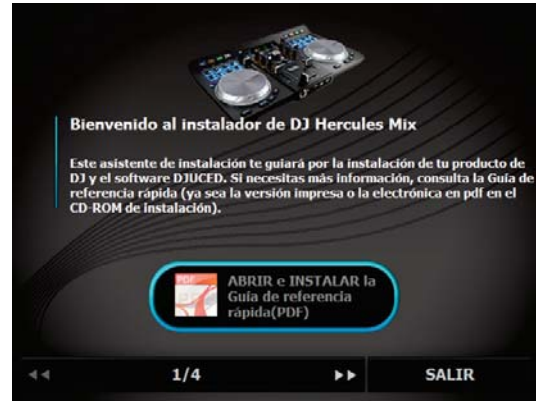 Bienvenido al instalador de DJ Hercules Mix
Este asistente de instalación te guiará por la instalación de tu producto de
DJ y el software DJUCED. Si necesitas más información, consulta la Guía de
referencia rápida (ya sea la versión impresa o la electrónica en pdf en el
CD-ROM de instalación).
PDF
ABRIR e INSTALAR la
Guía de referencia
rápida(PDF)
1/4
SALIR